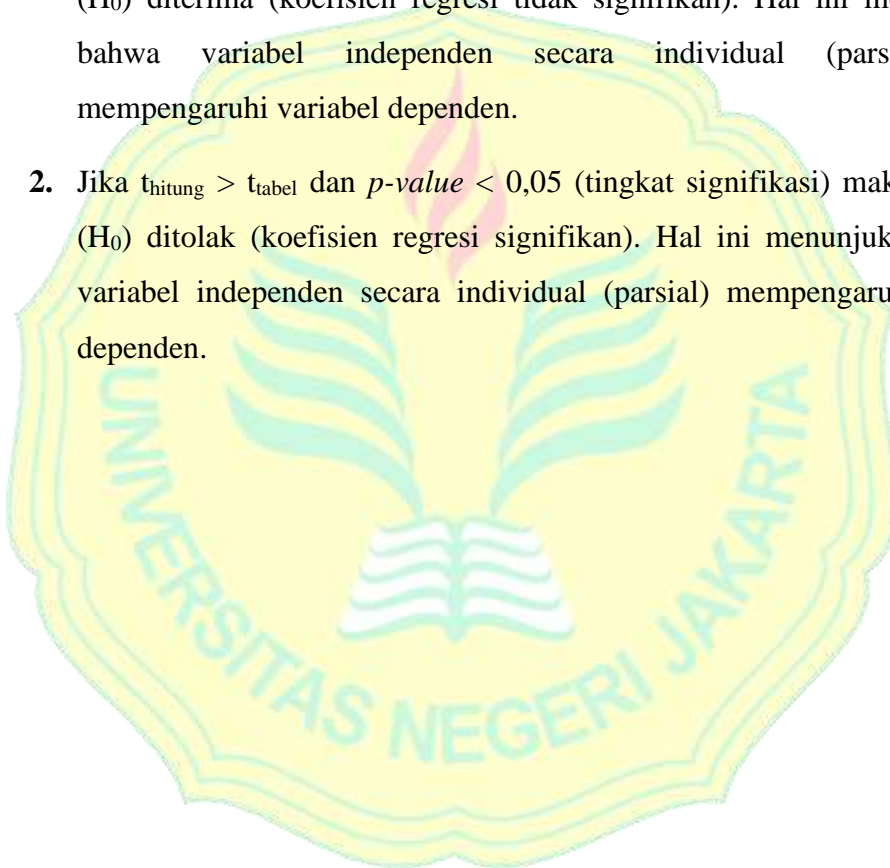 (H₀) diterima (koefisien regresi tidak signifikan). Hal ini
bahwa variabel independen secara individual
mempengaruhi variabel dependen.
2. Jika t_hitung > t_tabel dan p-value < 0,05 (tingkat signifikasi)
(H₀) ditolak (koefisien regresi signifikan). Hal ini
variabel independen secara individual (parsial)
dependen.
UNIVERSITAS NEGERI JAKARTA